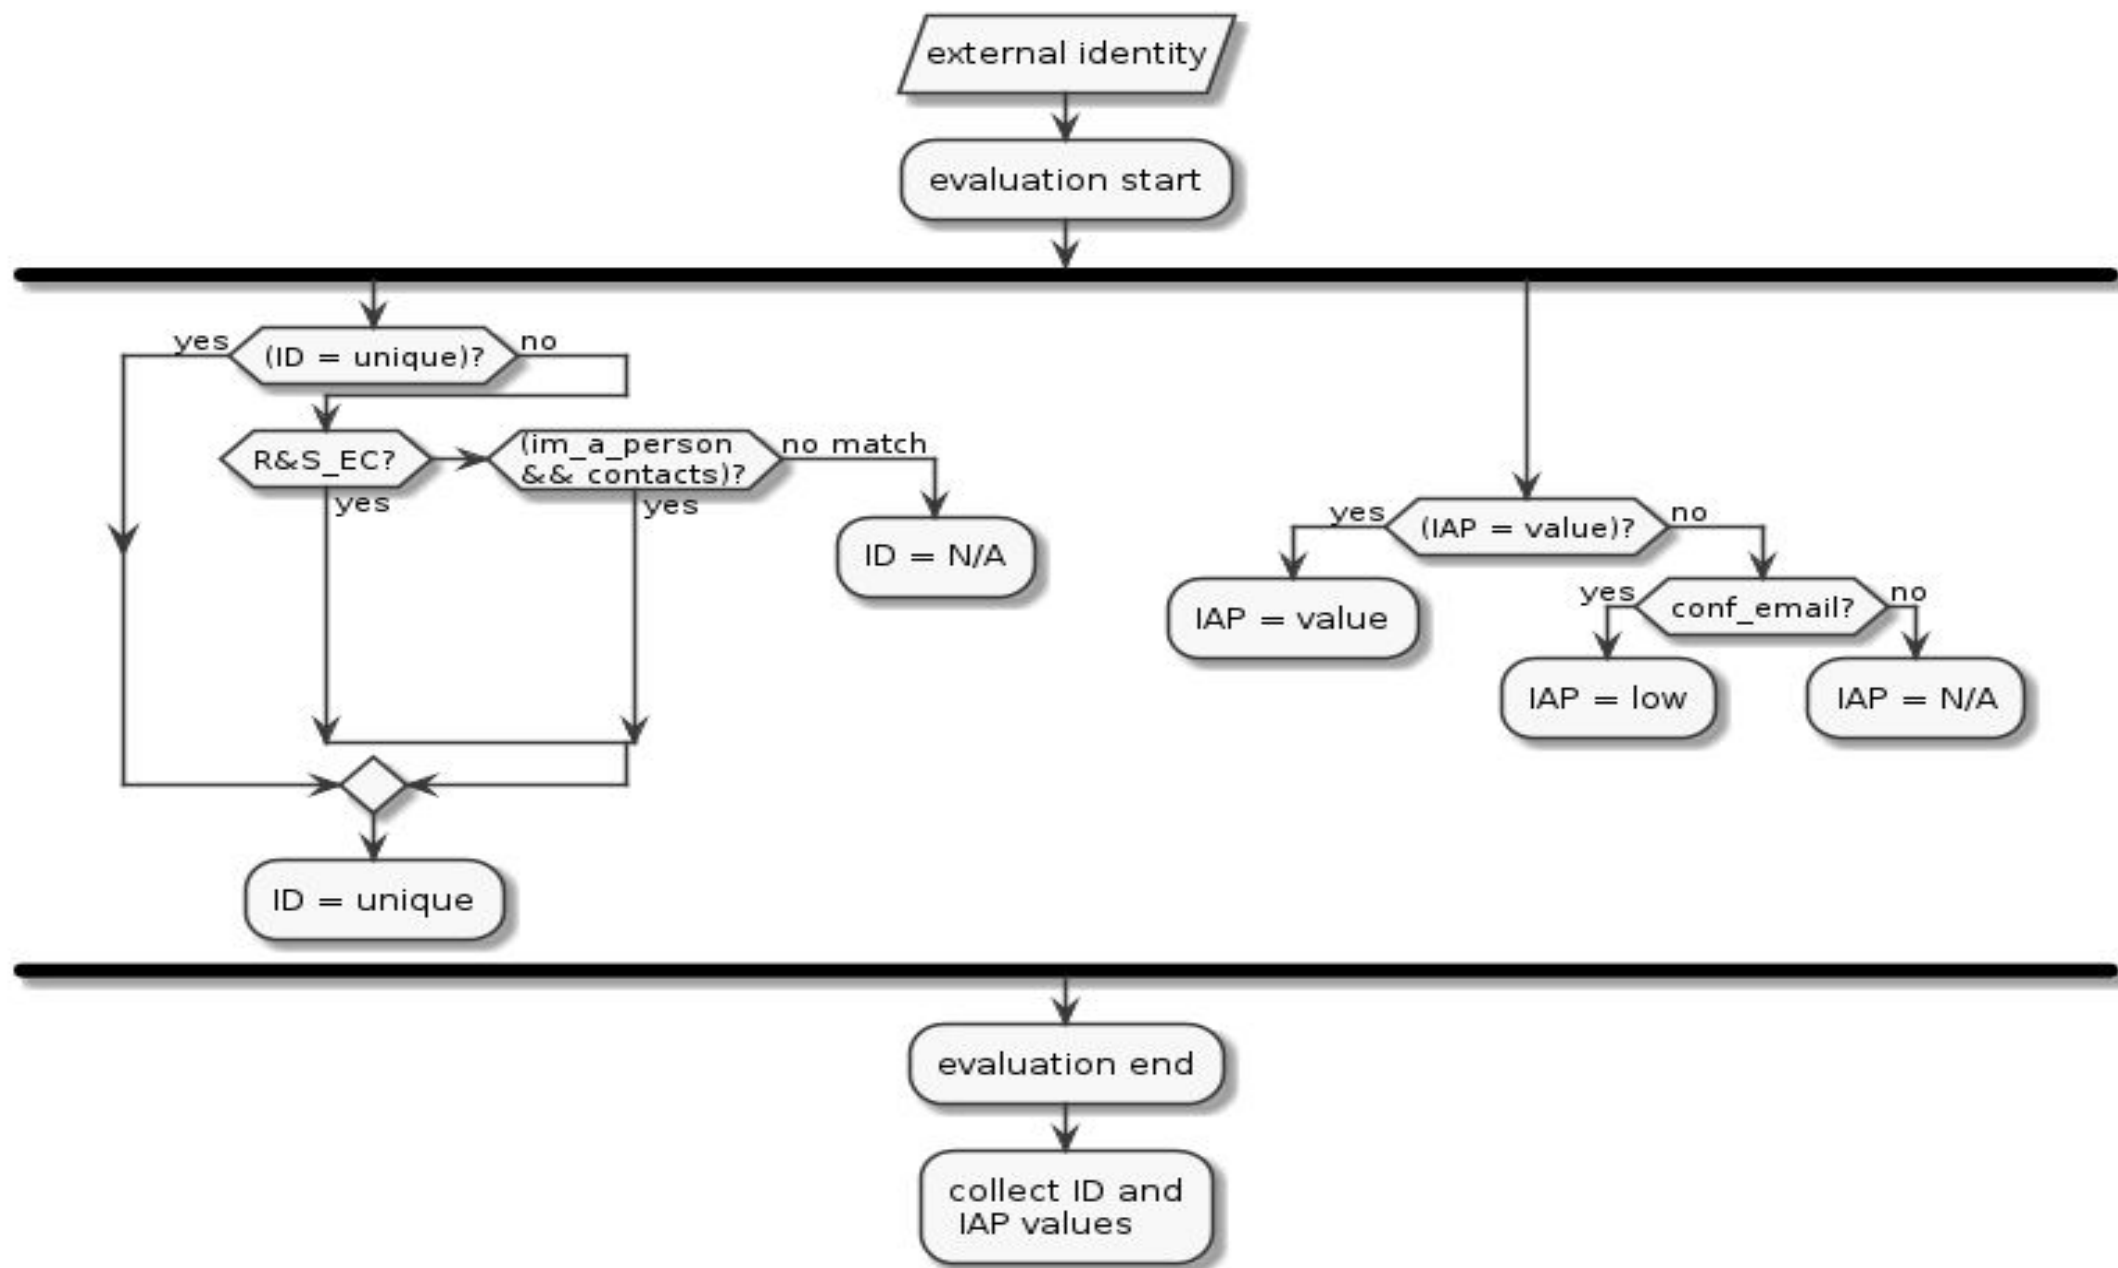 external identity
evaluation start
yes
(ID = unique)?
no
R&S_EC?
yes
(im_a_person
&& contacts)?
yes
no match
ID = N/A
ID = unique
yes
(IAP = value)?
no
IAP = value
yes
conf_email?
no
IAP = low
IAP = N/A
evaluation end
collect ID and
IAP values